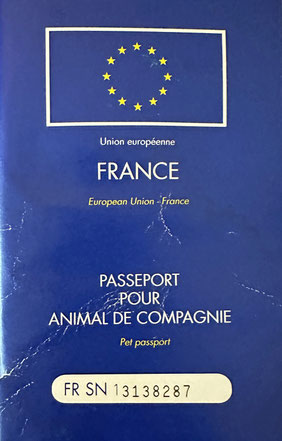 Union européenne
FRANCE
European Union - France
PASSEPORT
POUR
ANIMAL DE COMPAGNIE
Pet passport
FR SN 13138287